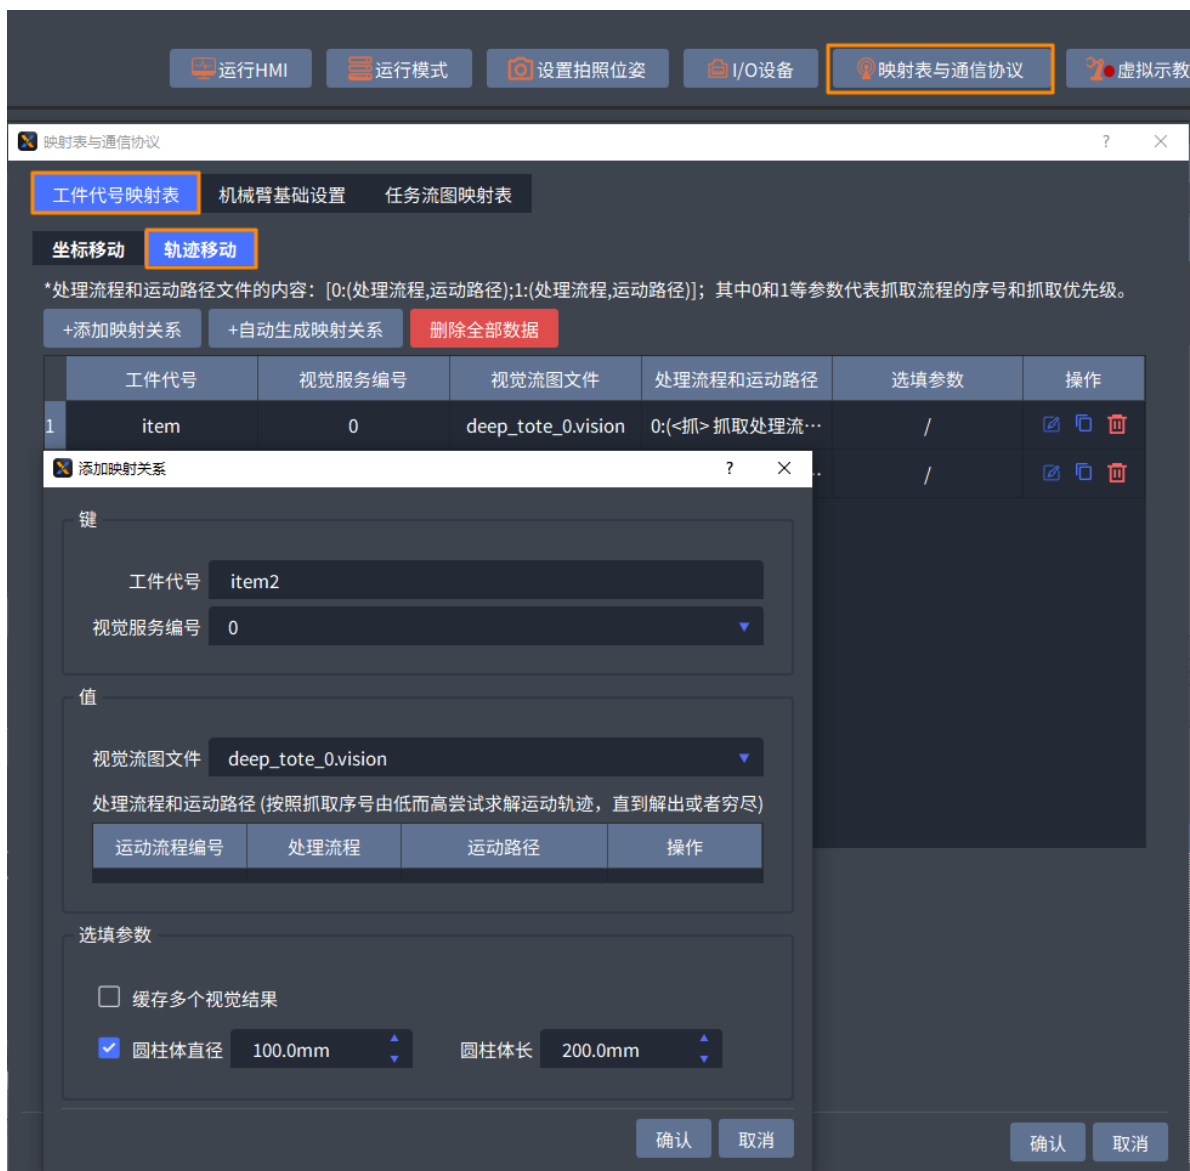 运行HMI 运行模式 设置拍照位姿 I/O设备 映射表与通信协议 虚拟示教
映射表与通信协议 ?
工件代号映射表 机械臂基础设置 任务流图映射表
坐标移动 轨迹移动
*处理流程和运动路径文件的内容：[0:(处理流程,运动路径);1:(处理流程,运动路径)]；其中0和1等参数代表抓取流程的序号和抓取优先级。
+添加映射关系 +自动生成映射关系 删除全部数据
工件代号 视觉服务编号 视觉流图文件 处理流程和运动路径 选填参数 操作
1 item 0 deep_tote_0.vision 0:(<抓> 抓取处理流… /
添加映射关系 ?
/
键
工件代号 item2
视觉服务编号 0
值
视觉流图文件 deep_tote_0.vision
处理流程和运动路径 (按照抓取序号由低而高尝试求解运动轨迹，直到解出或者穷尽)
运动流程编号 处理流程 运动路径 操作
选填参数
缓存多个视觉结果
圆柱体直径 100.0mm 圆柱体长 200.0mm
确认 取消
确认 取消